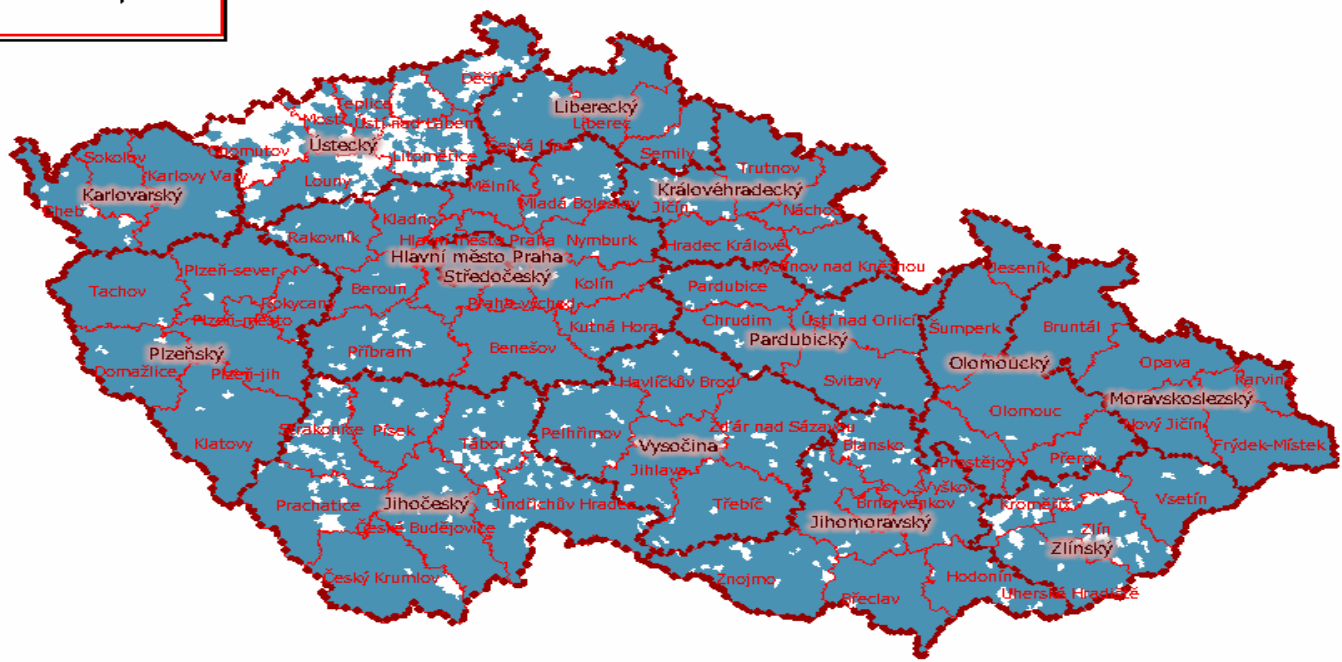 Děčín
Teplice
Liberecký
Most
Ústí nad Labem
Liberec
Ústecký
Chomutov
Česká Lípa
Sokolov
Litoměřice
Semily
Karlovy Vary
Trutnov
Louny
Mělník
Královéhradecký
Karlovarský
Mladá Boleslav
Jičín
Cheb
Kladno
Náchod
Rakovník
Hlavní město Praha
Nymburk
Hradec Králové
Hlavní město Praha
Středočeský
Rychnov nad Kněžnou
Jeseník
Plzeň-sever
Kolín
Pardubice
Tachov
Beroun
Rokycany
Praha-východ
Plzeň-město
Kutná Hora
Chrudim
Ústí nad Orlicí
Šumperk
Bruntál
Pardubický
Plzeňský
Příbram
Benešov
Olomoucký
Opava
Domažlice
Plzeň-jih
Havlíčkův Brod
Svitavy
Karvin
Moravskoslezský
Olomouc
Nový Jičín
Strakonice
Písek
Pelhřimov
Žďár nad Sázavou
Klatovy
Tábor
Vysočina
Blansko
Frýdek-Místek
Prostějov
Přerov
Jihlava
Vyškov
Vsetín
Prachatice
Jihočeský
Jindřichův Hradec
Třebíč
Brno-venkov
Kroměříž
České Budějovice
Jihomoravský
Zlín
Zlínský
Český Krumlov
Znojmo
Hodonín
Břeclav
Uherské Hradiště